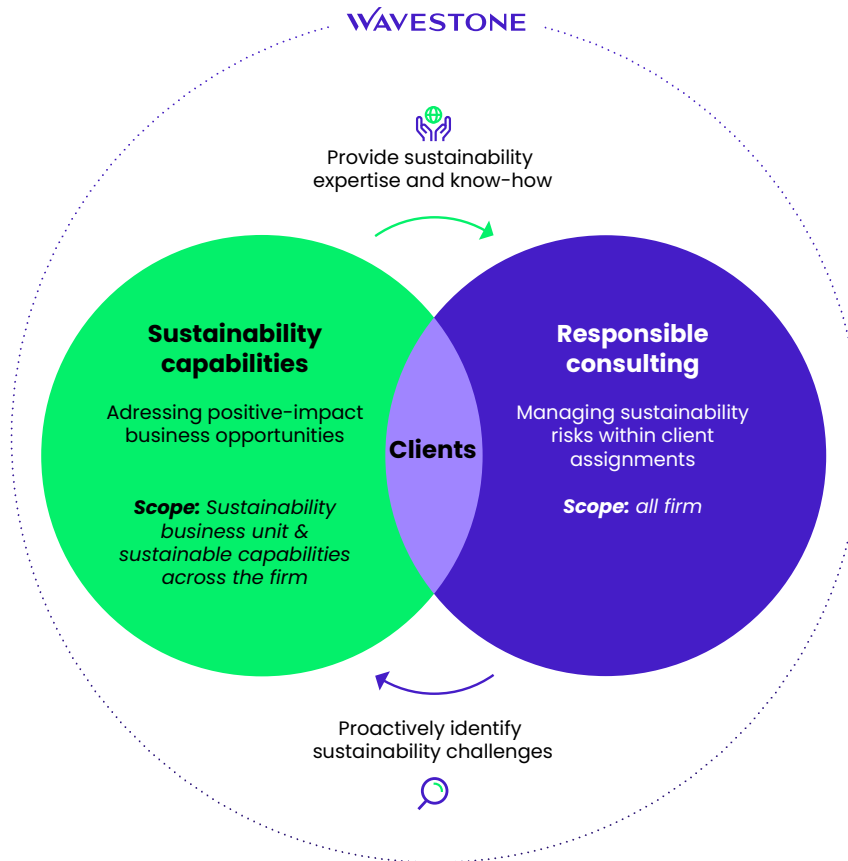 WAVESTONE
Provide sustainability
expertise and know-how
Sustainability
capabilities
Adressing positive-impact
business opportunities
Scope: Sustainability
business unit &
sustainable capabilities
across the firm
Clients
Responsible
consulting
Managing sustainability
risks within client
assignments
Scope: all firm
Proactively identify
sustainability challenges